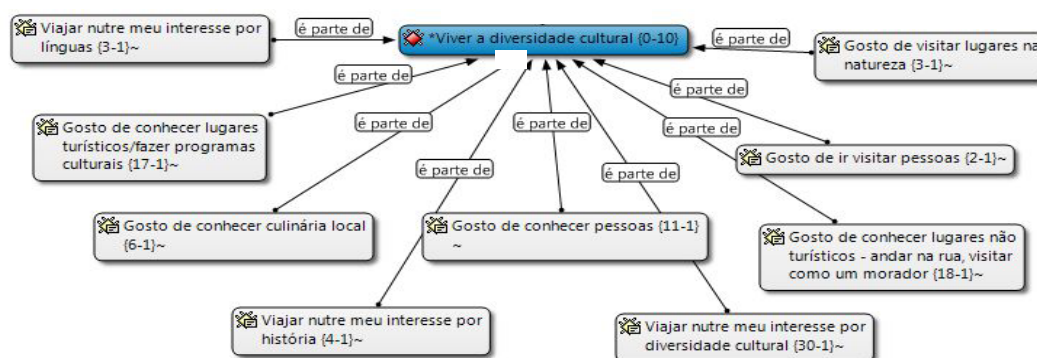 Viajar nutre meu interesse por
línguas {3-1}~
é parte de
*Viver a diversidade cultural {0-10}
é parte de
Gosto de visitar lugares na
natureza {3-1}~
é parte de
é parte de
Gosto de conhecer lugares
turísticos/fazer programas
culturais {17-1}~
é parte de
é parte de
é parte de
Gosto de ir visitar pessoas {2-1}~
é parte de
é parte de
Gosto de conhecer culinária local
{6-1}~
Gosto de conhecer pessoas {11-1}
~
Gosto de conhecer lugares não
turísticos - andar na rua, visitar
como um morador {18-1}~
Viajar nutre meu interesse por
história {4-1}~
Viajar nutre meu interesse por
diversidade cultural {30-1}~